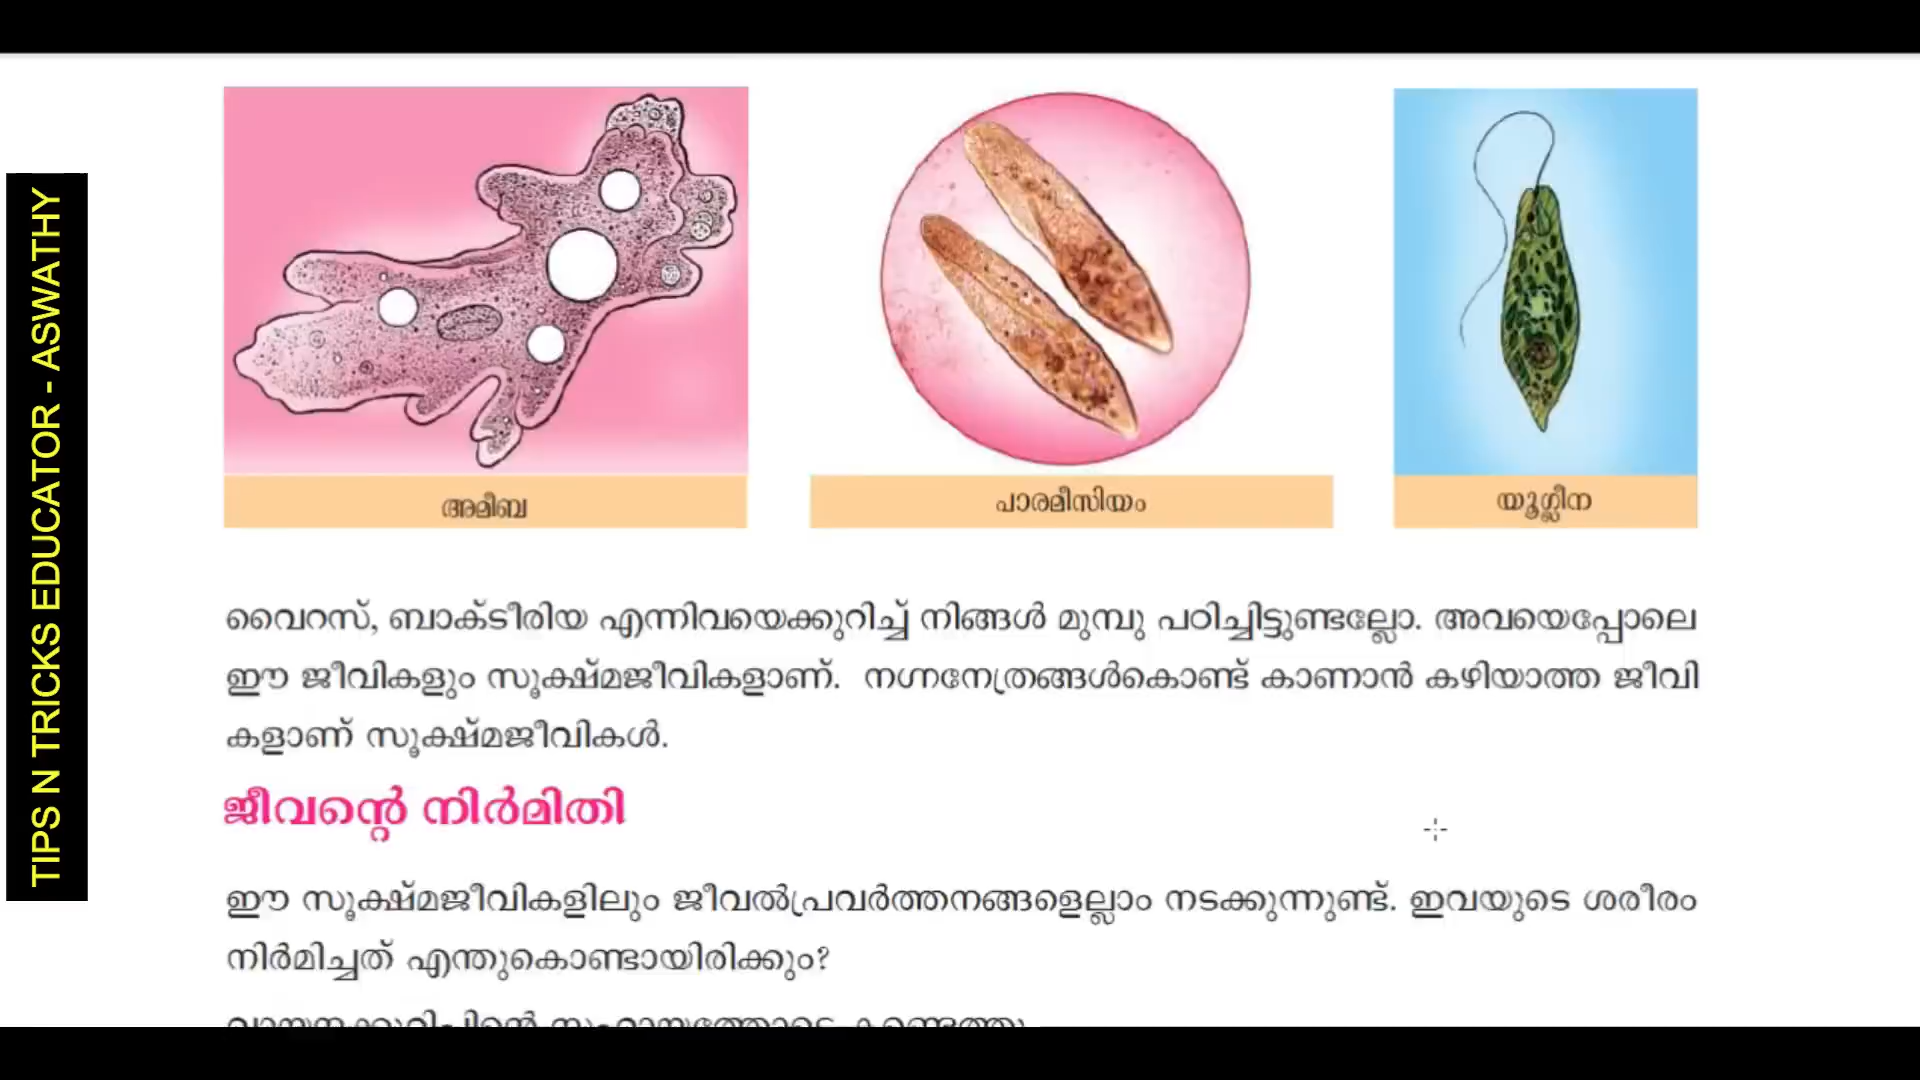 TIPS N TRICKS EDUCATOR - ASWATHY
അമീബ
പാരമീസിയം
യൂഗ്ലീന
വൈറസ്, ബാക്ടീരിയ എന്നിവയെക്കുറിച്ച് നിങ്ങൾ മുമ്പു പഠിച്ചിട്ടുണ്ടല്ലോ. അവയെപ്പോലെ
ഈ ജീവികളും സൂക്ഷ്മജീവികളാണ്. നഗ്നനേത്രങ്ങൾകൊണ്ട് കാണാൻ കഴിയാത്ത ജീവി
കളാണ് സൂക്ഷ്മജീവികൾ.
ജീവന്റെ നിർമിതി
ഈ സൂക്ഷ്മജീവികളിലും ജീവൽപ്രവർത്തനങ്ങളെല്ലാം നടക്കുന്നുണ്ട്. ഇവയുടെ ശരീരം
നിർമിച്ചത് എന്തുകൊണ്ടായിരിക്കും?